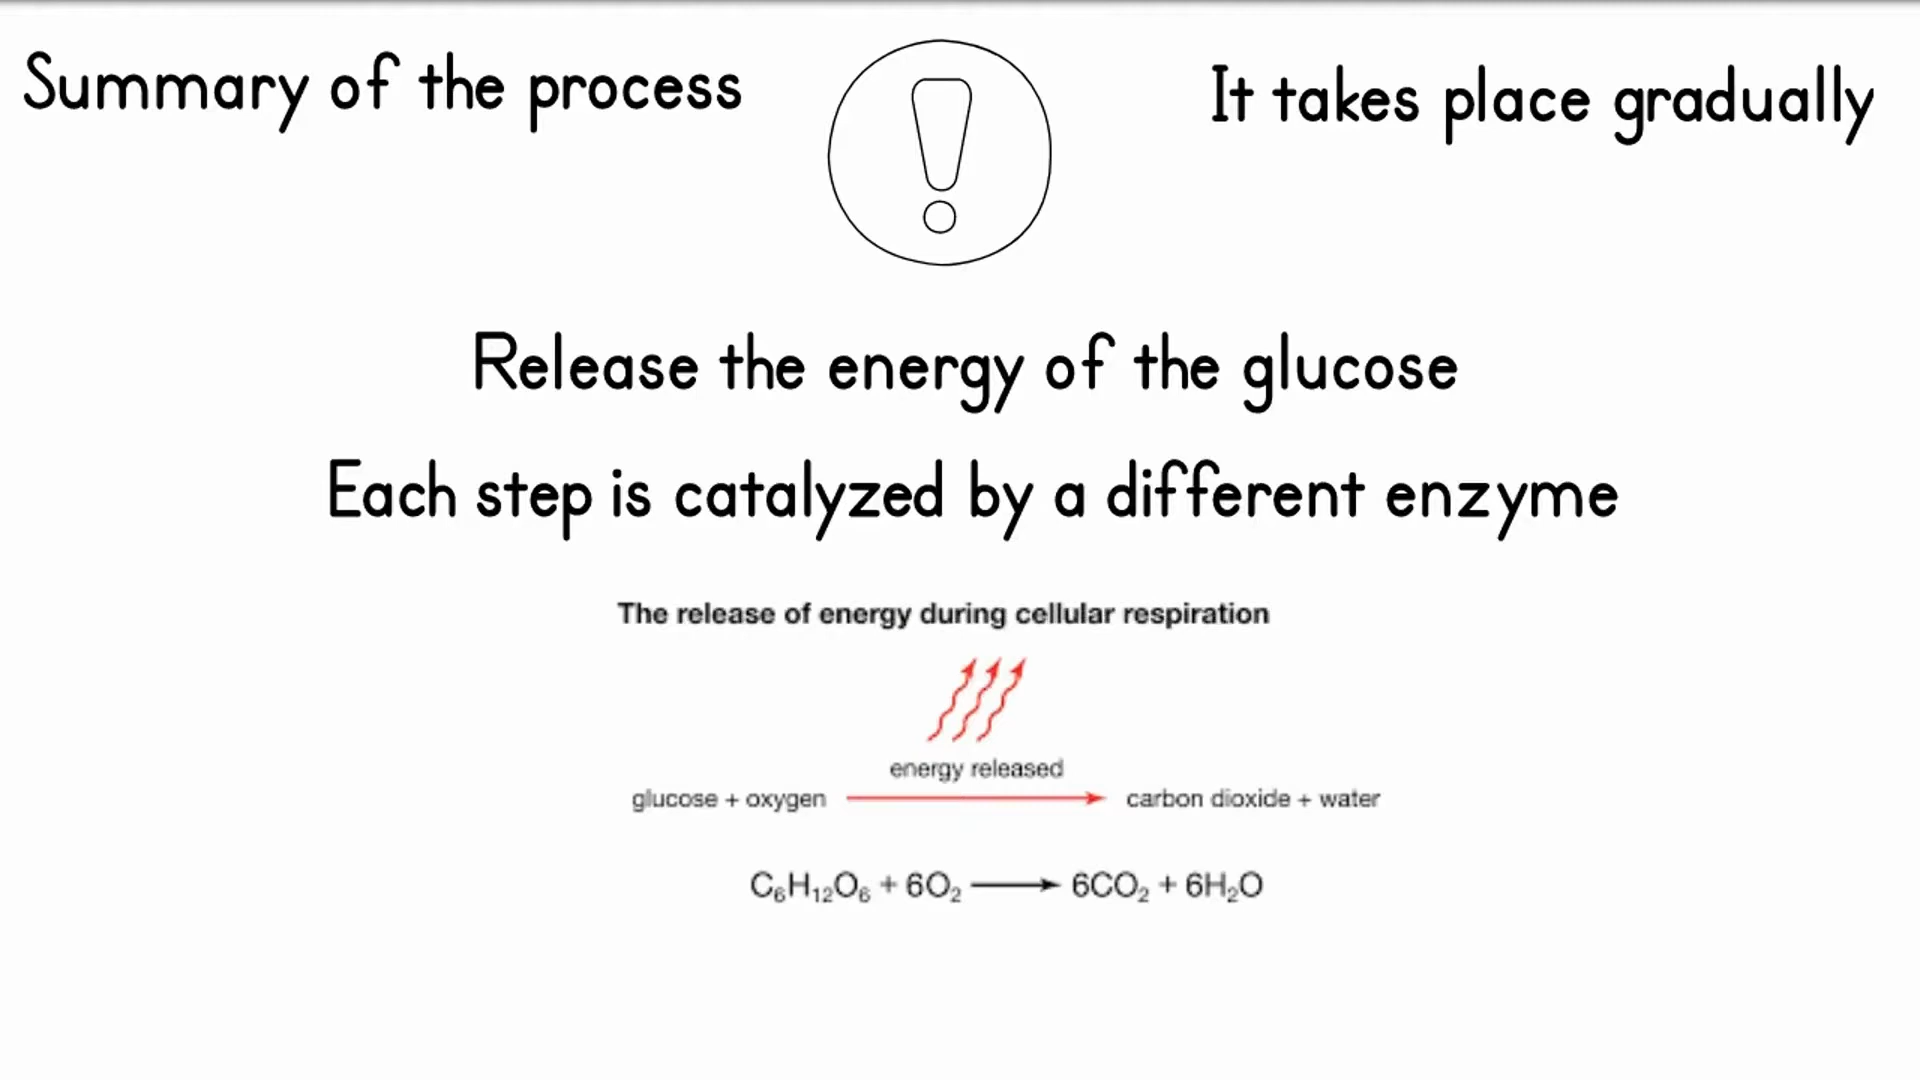 Summary of the process
It takes place gradually
Release the energy of the glucose
Each step is catalyzed by a different enzyme
The release of energy during cellular respiration
energy released
glucose + oxygen → carbon dioxide + water
C₆H₁₂O₆ + 6O₂ → 6CO₂ + 6H₂O